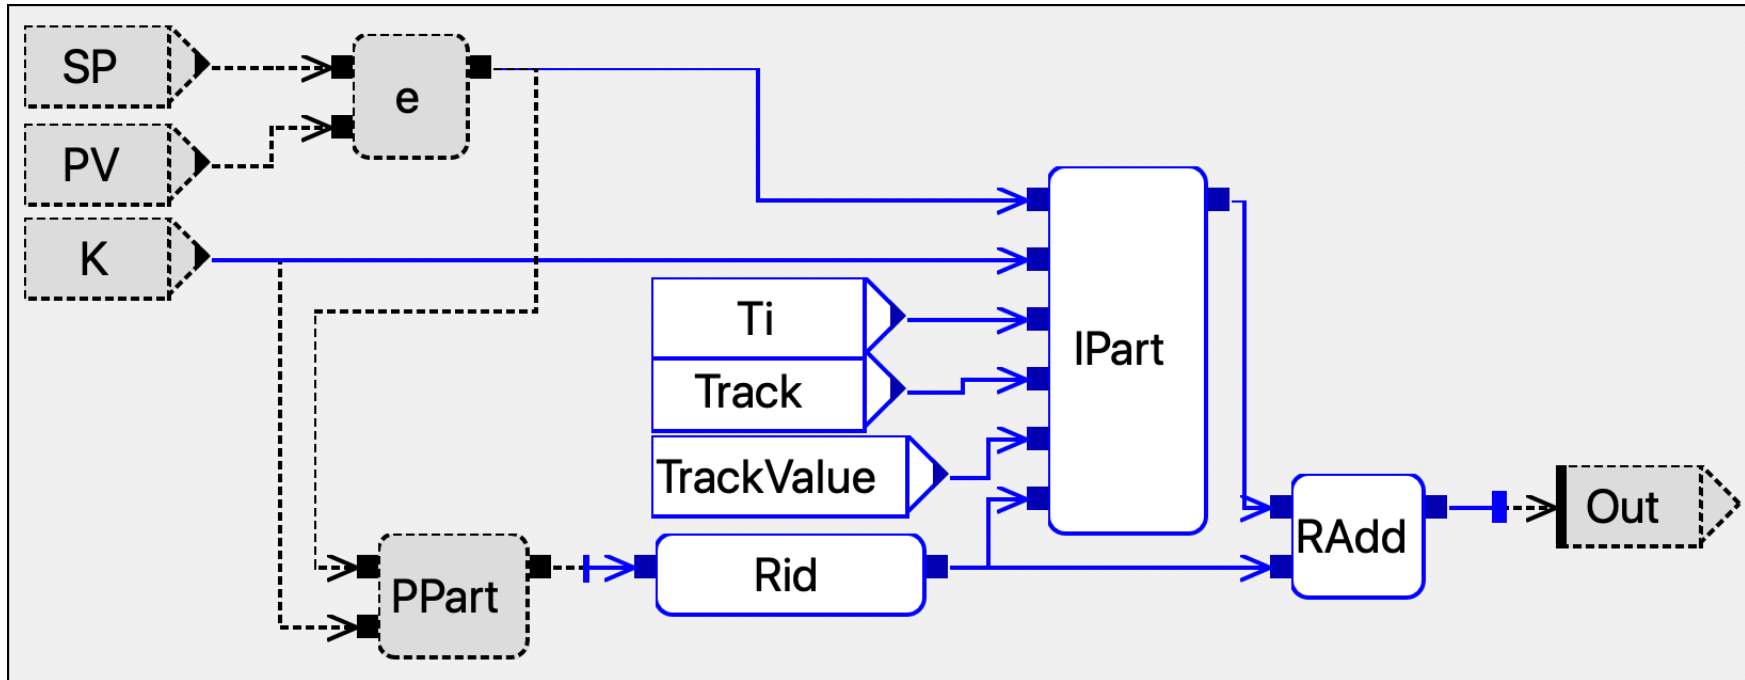 SP
e
PV
K
Ti
IPart
Track
TrackValue
Out
RAdd
Rid
PPart